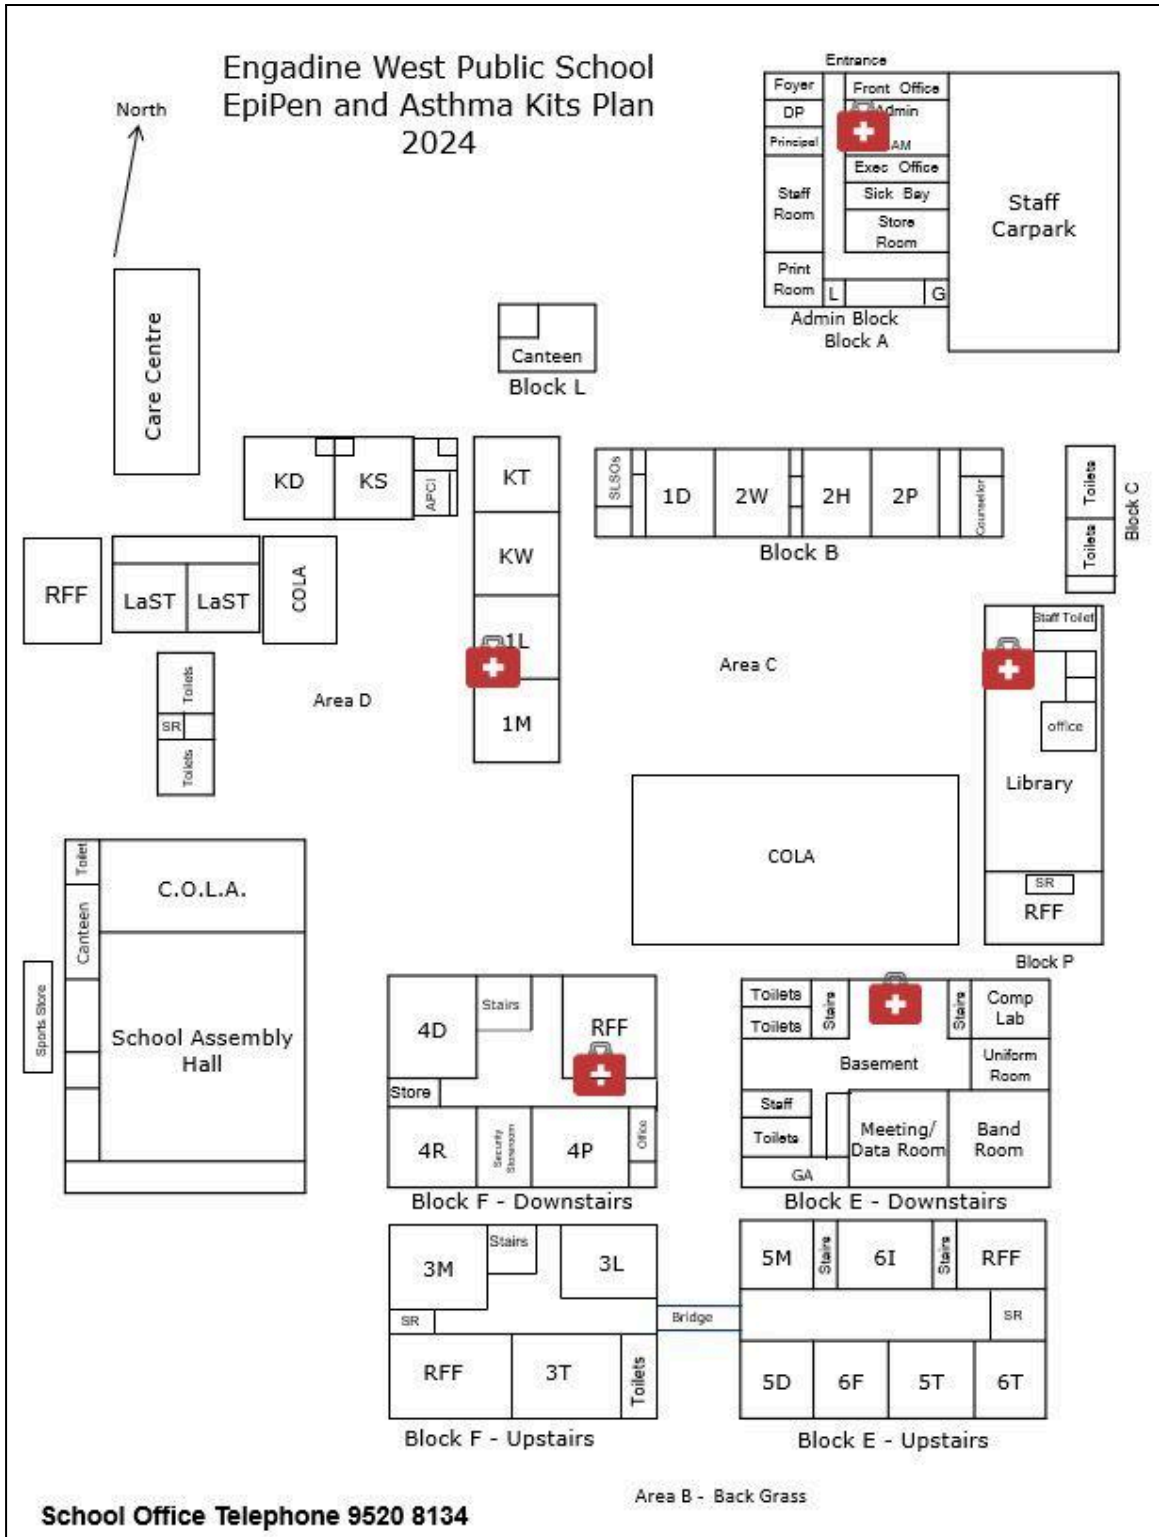 Engadine West Public School
EpiPen and Asthma Kits Plan
2024
North
Entrance
Foyer
Front Office
DP
Admin
Principal
AM
Exec Office
Staff
Room
Sick Bay
Store
Room
Print
Room
L
G
Admin Block
Block A
Staff
Carpark
Care Centre
Canteen
Block L
KD
KS
APCI
KT
KW
1L
1M
SLSOs
1D
2W
2H
2P
Counsellor
Block B
Toilets
Toilets
Block C
RFF
LaST
LaST
COLA
Toilets
SR
Toilets
Area D
Area C
Staff Toilet
office
Library
SR
RFF
Block P
COLA
Toilet
C.O.L.A.
Canteen
Sports Store
School Assembly
Hall
4D
Stairs
RFF
Store
4R
Security
Storeroom
4P
Office
Block F - Downstairs
Toilets
Toilets
Stairs
Stairs
Comp
Lab
Basement
Uniform
Room
Staff
Toilets
Meeting/
Data Room
Band
Room
GA
Block E - Downstairs
3M
Stairs
3L
SR
RFF
3T
Toilets
Block F - Upstairs
Bridge
5M
Stairs
6I
Stairs
RFF
SR
5D
6F
5T
6T
Block E - Upstairs
Area B - Back Grass
School Office Telephone 9520 8134